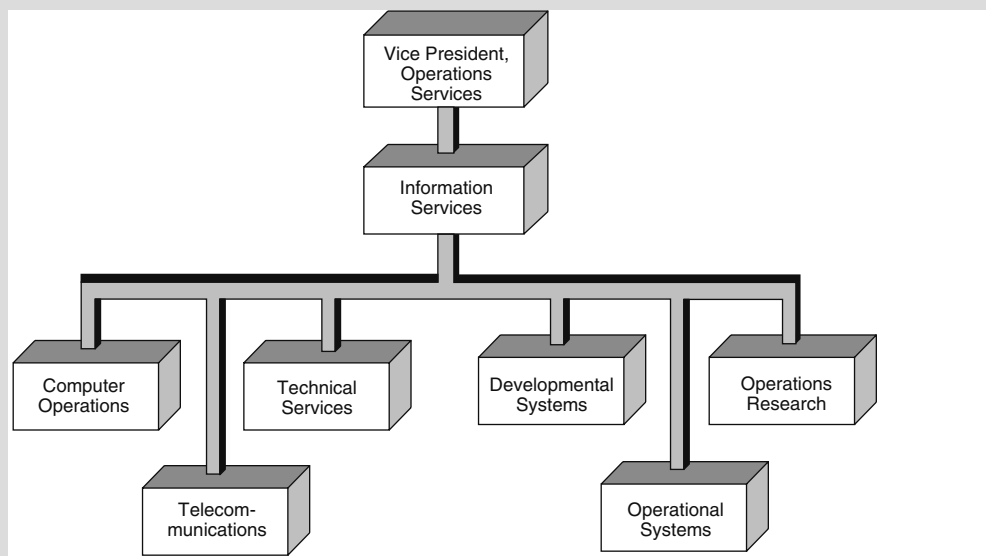 Vice President,
Operations
Services
Information
Services
Computer
Operations
Technical
Services
Developmental
Systems
Operations
Research
Telecom-
munications
Operational
Systems